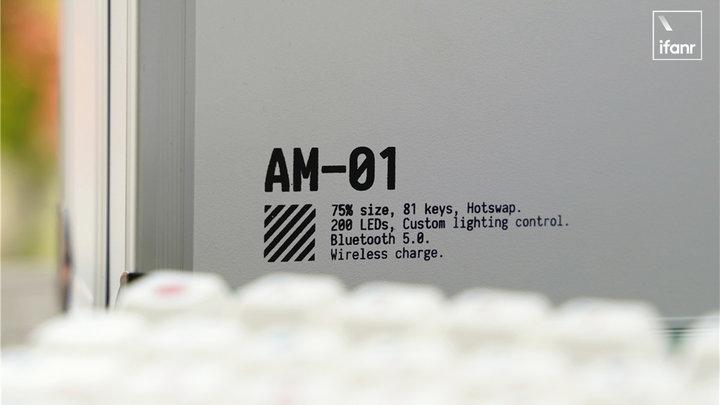 ifanr
AM-01
75% size, 81 keys, Hotswap.
200 LEDs, Custom lighting control.
Bluetooth 5.0.
Wireless charge.